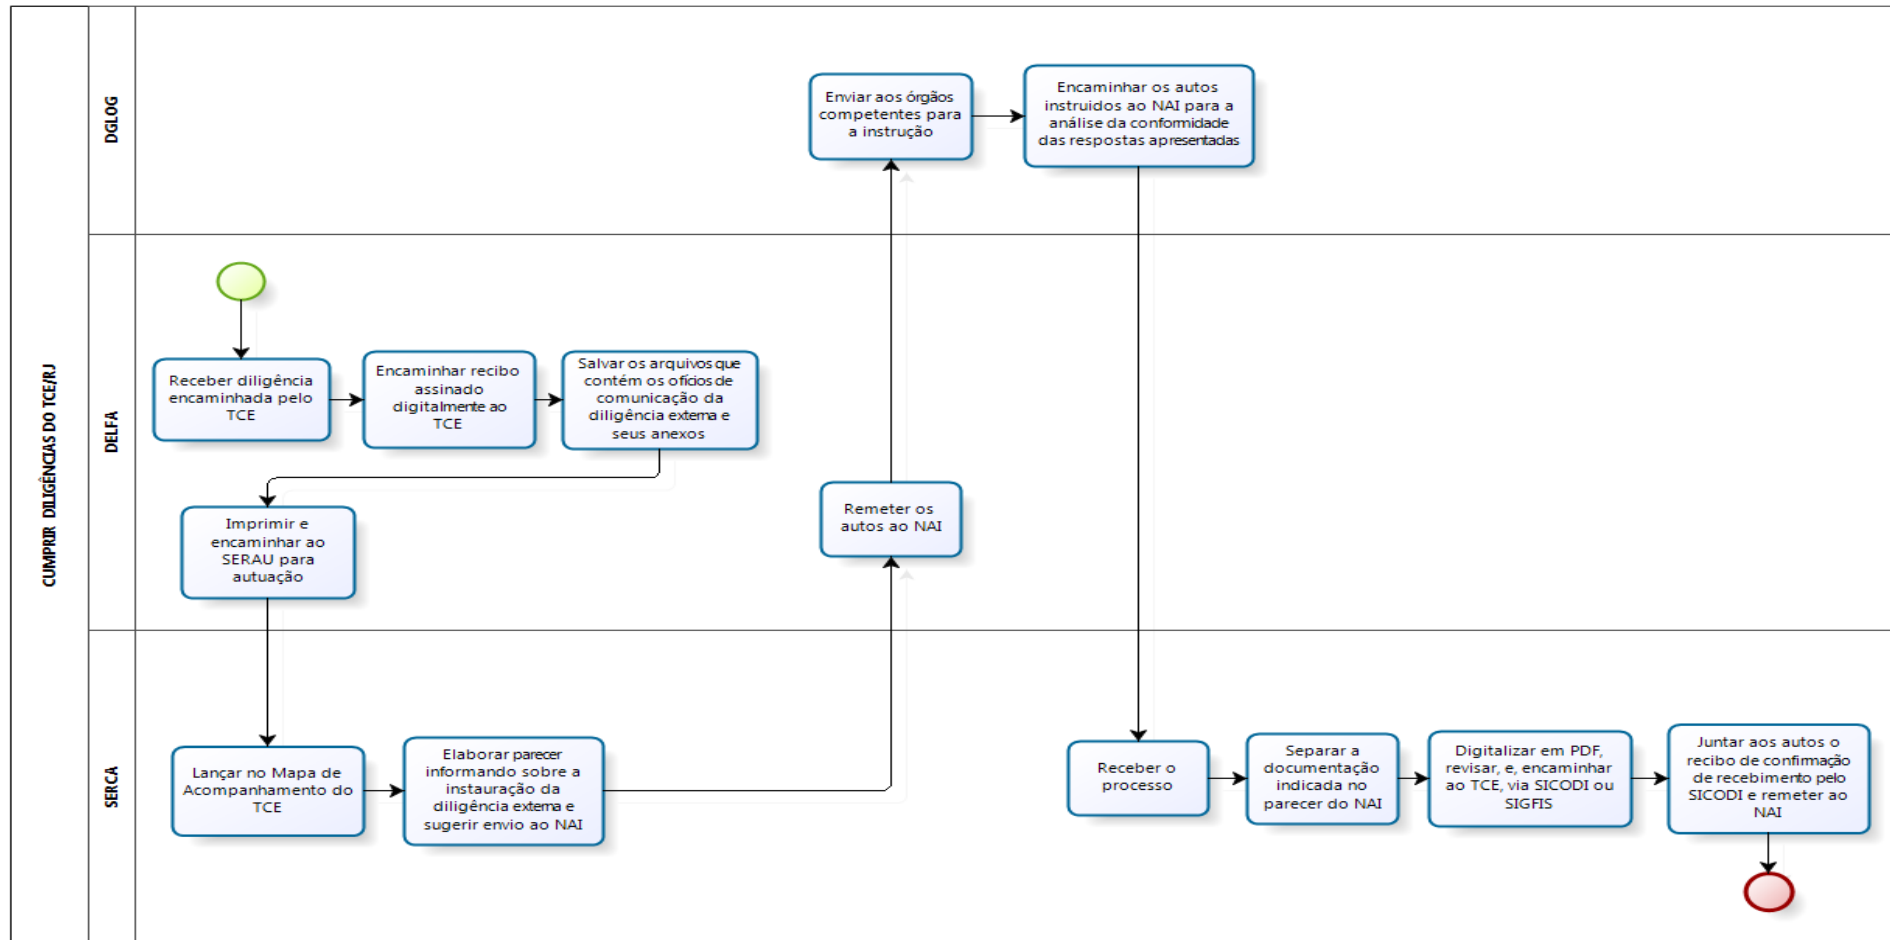 CUMPRIR DILIGÊNCIAS DO TCE/RJ
DGLOG
Enviar aos órgãos
competentes para
a instrução
Encaminhar os autos
instruidos ao NAI para a
análise da conformidade
das respostas apresentadas
DELFA
Receber diligência
encaminhada pelo
TCE
Encaminhar recibo
assinado
digitalmente ao
TCE
Salvar os arquivos que
contém os ofícios de
comunicação da
diligência externa e
seus anexos
Imprimir e
encaminhar ao
SERAU para
autuação
Remeter os
autos ao NAI
SERCA
Lançar no Mapa de
Acompanhamento do
TCE
Elaborar parecer
informando sobre a
instauração da
diligência externa e
sugerir envio ao NAI
Receber o
processo
Separar a
documentação
indicada no
parecer do NAI
Digitalizar em PDF,
revisar, e, encaminhar
ao TCE, via SICODI ou
SIGFIS
Juntar aos autos o
recibo de confirmação
de recebimento pelo
SICODI e remeter ao
NAI